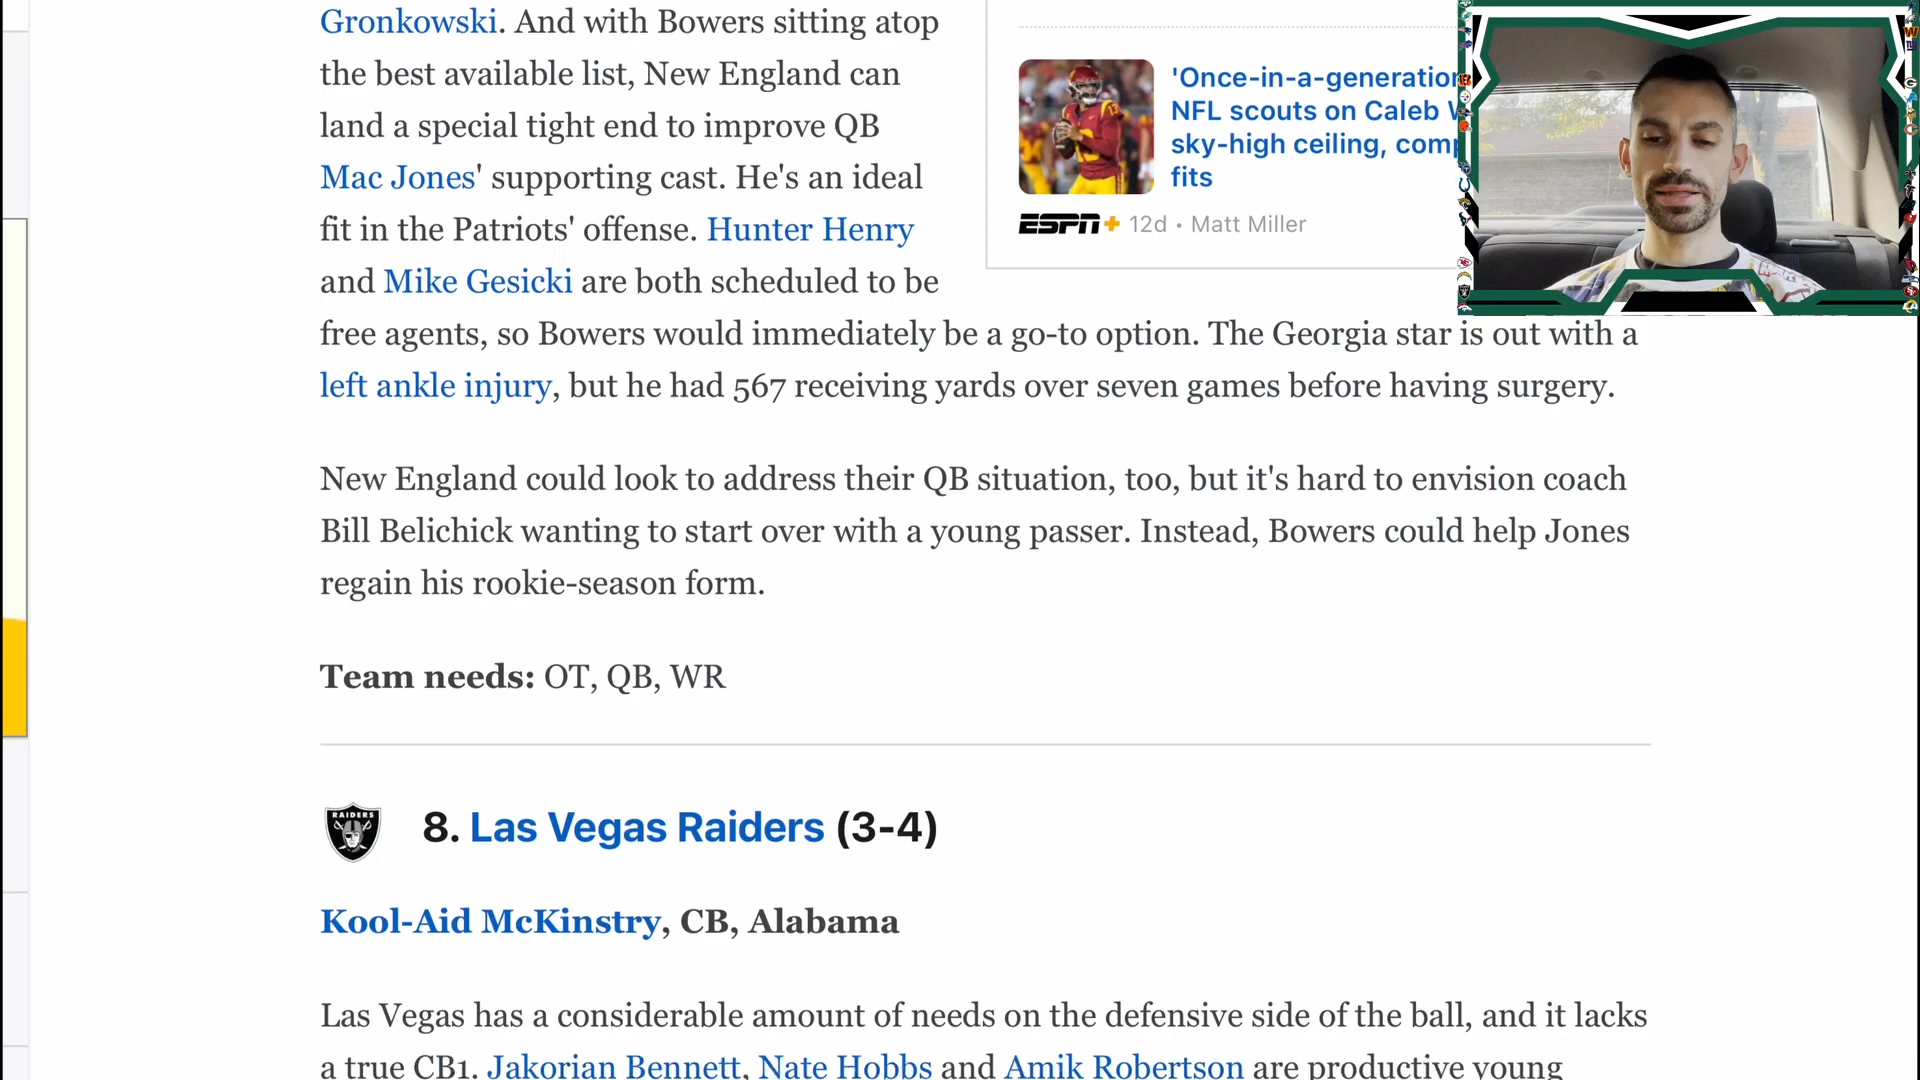 Gronkowski. And with Bowers sitting atop
the best available list, New England can
land a special tight end to improve QB
Mac Jones' supporting cast. He's an ideal
fit in the Patriots' offense. Hunter Henry
and Mike Gesicki are both scheduled to be
free agents, so Bowers would immediately be a go-to option. The Georgia star is out with a
left ankle injury, but he had 567 receiving yards over seven games before having surgery.
'Once-in-a-generation
NFL scouts on Caleb W
sky-high ceiling, comp
fits
ESPN+ 12d • Matt Miller
New England could look to address their QB situation, too, but it's hard to envision coach
Bill Belichick wanting to start over with a young passer. Instead, Bowers could help Jones
regain his rookie-season form.
Team needs: OT, QB, WR
RAIDERS
8. Las Vegas Raiders (3-4)
Kool-Aid McKinstry, CB, Alabama
Las Vegas has a considerable amount of needs on the defensive side of the ball, and it lacks
a true CB1. Jakorian Bennett, Nate Hobbs and Amik Robertson are productive young